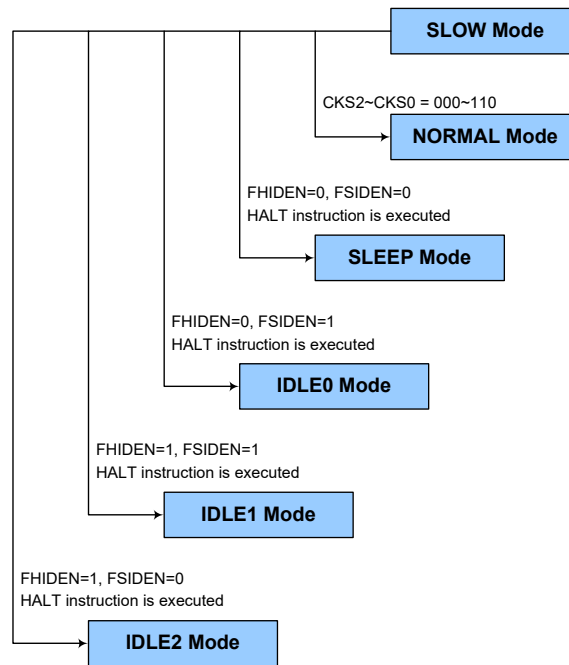 SLOW Mode
CKS2~CKS0 = 000~110
NORMAL Mode
FHIDEN=0, FSIDEN=0
HALT instruction is executed
SLEEP Mode
FHIDEN=0, FSIDEN=1
HALT instruction is executed
IDLE0 Mode
FHIDEN=1, FSIDEN=1
HALT instruction is executed
IDLE1 Mode
FHIDEN=1, FSIDEN=0
HALT instruction is executed
IDLE2 Mode